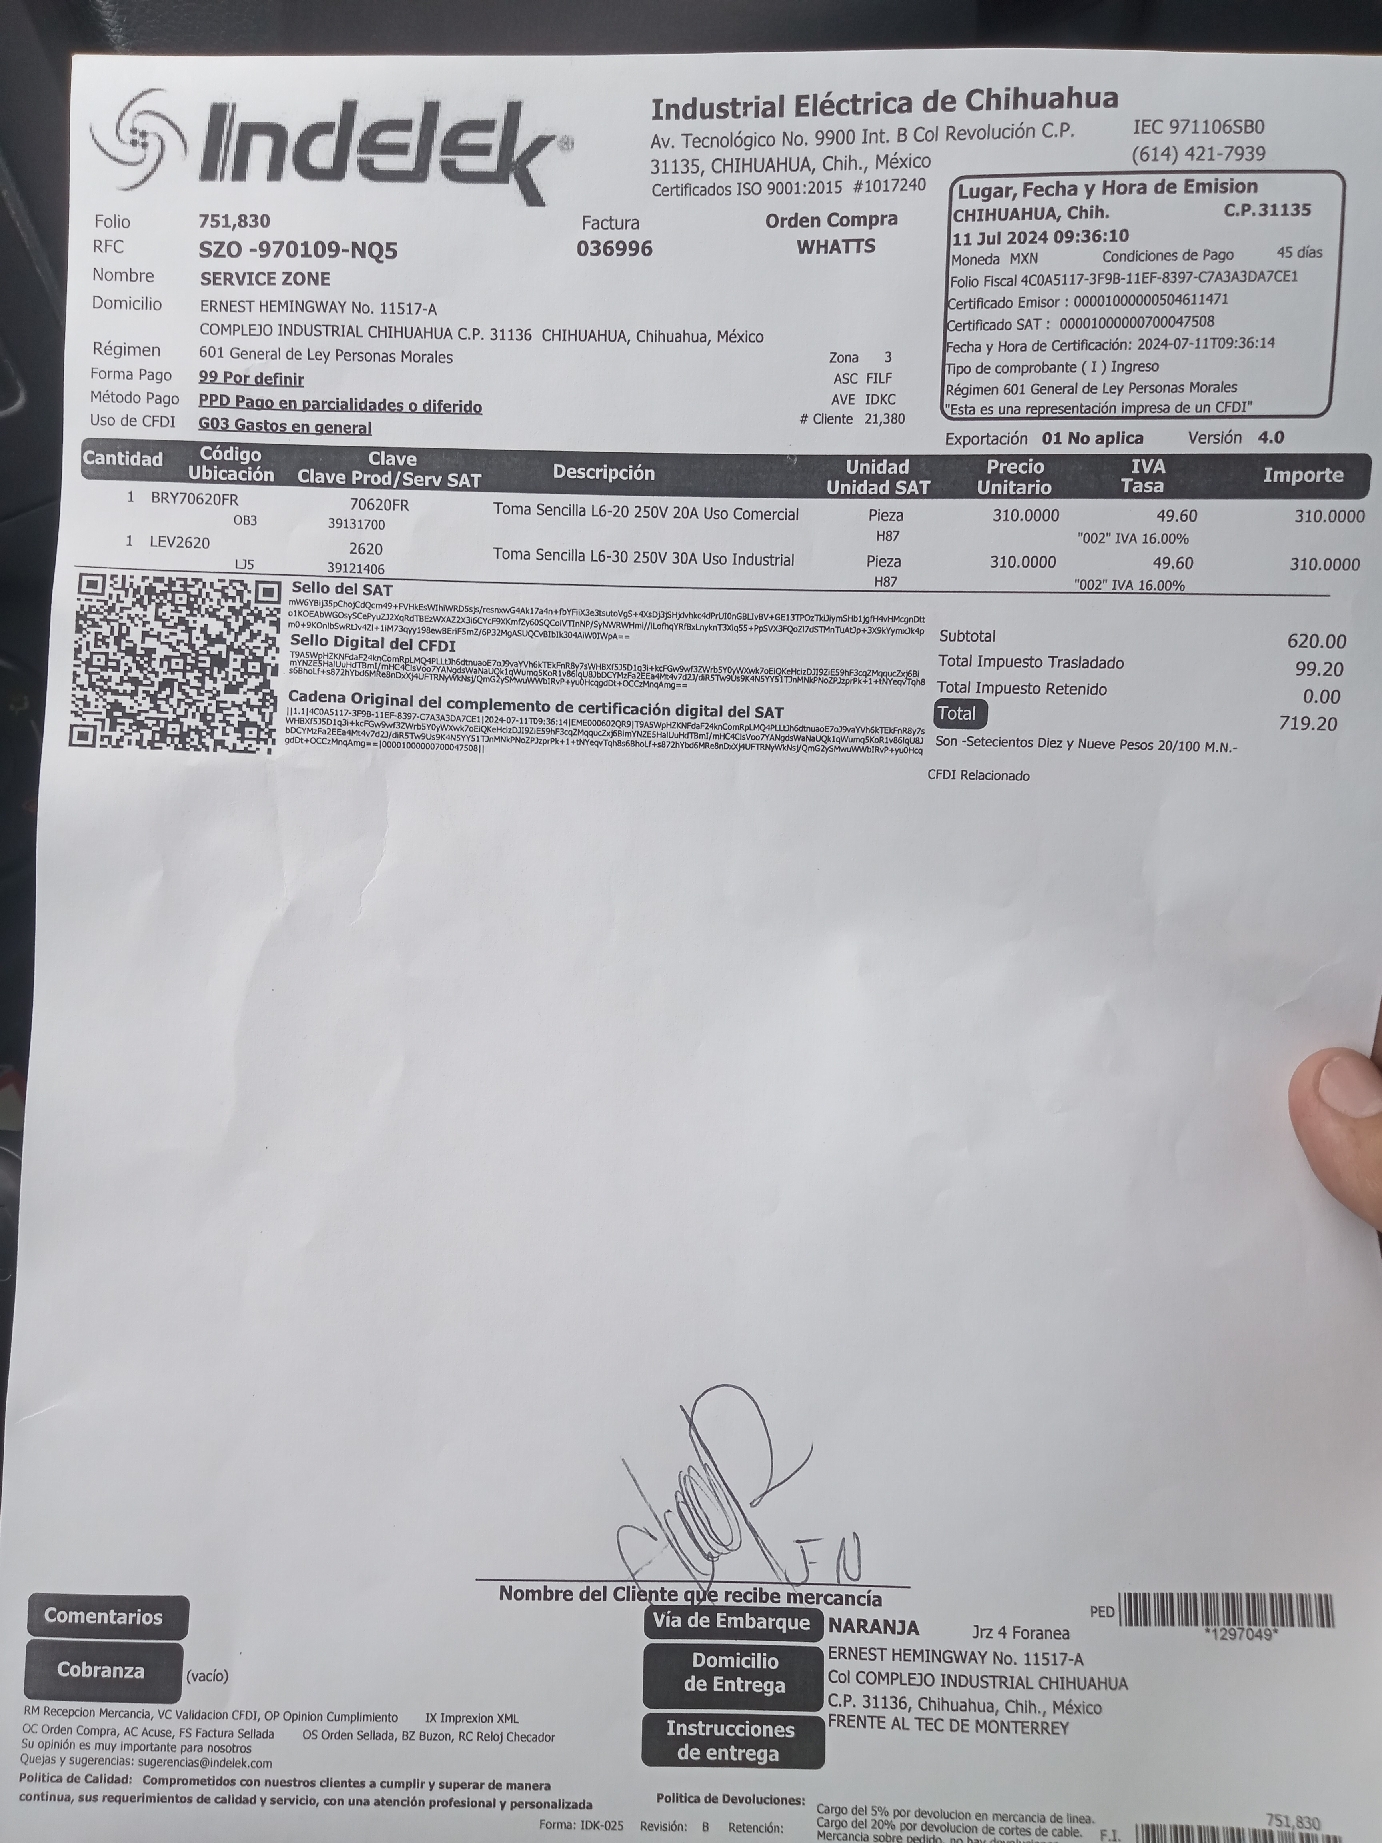 Indelek
Industrial Eléctrica de Chihuahua
Av. Tecnológico No. 9900 Int. B Col Revolución C.P.
31135, CHIHUAHUA, Chih., México
Certificados ISO 9001:2015 #1017240
IEC 971106SB0
(614) 421-7939
Folio 751,830
Factura
036996
Orden Compra
WHATTS
RFC SZO -970109-NQ5
Nombre SERVICE ZONE
Domicilio ERNEST HEMINGWAY No. 11517-A
COMPLEJO INDUSTRIAL CHIHUAHUA C.P. 31136 CHIHUAHUA, Chihuahua, México
Régimen 601 General de Ley Personas Morales
Forma Pago 99 Por definir
Método Pago PPD Pago en parcialidades o diferido
Uso de CFDI G03 Gastos en general
Zona 3
ASC FILF
AVE IDKC
# Cliente 21,380
Lugar, Fecha y Hora de Emision
CHIHUAHUA, Chih. C.P.31135
11 Jul 2024 09:36:10
Moneda MXN Condiciones de Pago 45 días
Folio Fiscal 4C0A5117-3F9B-11EF-8397-C7A3A3DA7CE1
Certificado Emisor : 00001000000504611471
Certificado SAT : 00001000000700047508
Fecha y Hora de Certificación: 2024-07-11T09:36:14
Tipo de comprobante ( I ) Ingreso
Régimen 601 General de Ley Personas Morales
"Esta es una representación impresa de un CFDI"
Exportación 01 No aplica Versión 4.0
Cantidad Código Ubicación Clave Clave Prod/Serv SAT Descripción Unidad Unidad SAT Precio Unitario IVA Tasa Importe
1 BRY70620FR 70620FR Toma Sencilla L6-20 250V 20A Uso Comercial Pieza 310.0000 49.60 310.0000
OB3 39131700 H87 "002" IVA 16.00%
1 LEV2620 2620 Toma Sencilla L6-30 250V 30A Uso Industrial Pieza 310.0000 49.60 310.0000
LJ5 39121406 H87 "002" IVA 16.00%
Sello del SAT
Sello Digital del CFDI
Cadena Original del complemento de certificación digital del SAT
Subtotal 620.00
Total Impuesto Trasladado 99.20
Total Impuesto Retenido 0.00
Total 719.20
Son -Setecientos Diez y Nueve Pesos 20/100 M.N.-
CFDI Relacionado
Nombre del Cliente que recibe mercancía
Comentarios
Cobranza (vacío)
Vía de Embarque NARANJA Jrz 4 Foranea
PED *1297049*
Domicilio de Entrega
ERNEST HEMINGWAY No. 11517-A
Col COMPLEJO INDUSTRIAL CHIHUAHUA
C.P. 31136, Chihuahua, Chih., México
Instrucciones de entrega
FRENTE AL TEC DE MONTERREY
RM Recepcion Mercancia, VC Validacion CFDI, OP Opinion Cumplimiento IX Imprexion XML
OC Orden Compra, AC Acuse, FS Factura Sellada OS Orden Sellada, BZ Buzon, RC Reloj Checador
Su opinión es muy importante para nosotros
Quejas y sugerencias: sugerencias@indelek.com
Politica de Calidad: Comprometidos con nuestros clientes a cumplir y superar de manera
continua, sus requerimientos de calidad y servicio, con una atención profesional y personalizada
Forma: IDK-025 Revisión: B Retención:
Politica de Devoluciones:
Cargo del 5% por devolucion en mercancia de linea.
Cargo del 20% por devolucion de cortes de cable.
Mercancia sobre pedido, no hay
F.I. 751,830